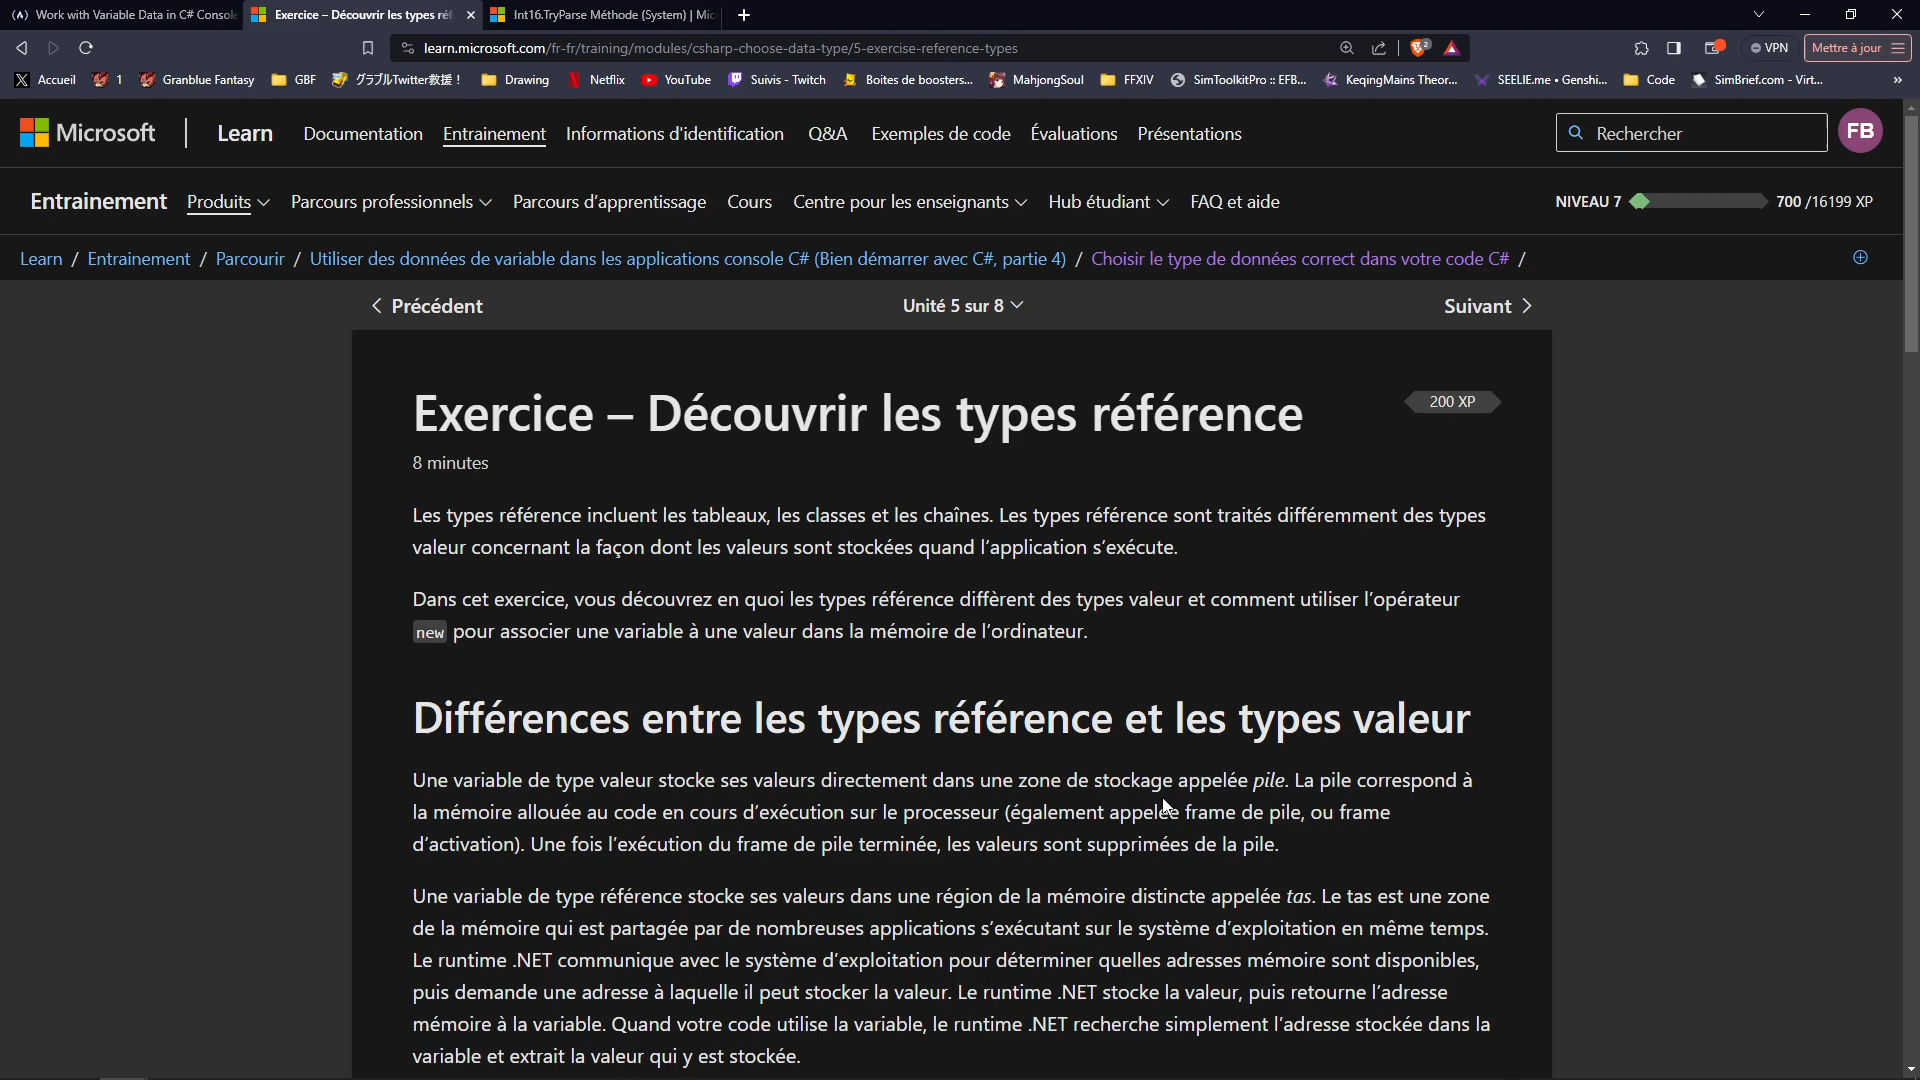 Work with Variable Data in C# Console
Exercice – Découvrir les types réf
Int16.TryParse Méthode (System) | Mic
learn.microsoft.com/fr-fr/training/modules/csharp-choose-data-type/5-exercise-reference-types
2
VPN
Mettre à jour
Accueil
1
Granblue Fantasy
GBF
グラブルTwitter救援！
Drawing
Netflix
YouTube
Suivis - Twitch
Boites de boosters...
MahjongSoul
FFXIV
SimToolkitPro :: EFB...
KeqingMains Theor...
SEELIE.me • Genshi...
Code
SimBrief.com - Virt...
»
Microsoft
Learn
Documentation
Entrainement
Informations d'identification
Q&A
Exemples de code
Évaluations
Présentations
Rechercher
FB
Entrainement
Produits
Parcours professionnels
Parcours d'apprentissage
Cours
Centre pour les enseignants
Hub étudiant
FAQ et aide
NIVEAU 7
700 /16199 XP
Learn / Entrainement / Parcourir / Utiliser des données de variable dans les applications console C# (Bien démarrer avec C#, partie 4) / Choisir le type de données correct dans votre code C# /
Précédent
Unité 5 sur 8
Suivant
Exercice – Découvrir les types référence
200 XP
8 minutes
Les types référence incluent les tableaux, les classes et les chaînes. Les types référence sont traités différemment des types
valeur concernant la façon dont les valeurs sont stockées quand l'application s'exécute.
Dans cet exercice, vous découvrez en quoi les types référence diffèrent des types valeur et comment utiliser l'opérateur
new pour associer une variable à une valeur dans la mémoire de l'ordinateur.
Différences entre les types référence et les types valeur
Une variable de type valeur stocke ses valeurs directement dans une zone de stockage appelée pile. La pile correspond à
la mémoire allouée au code en cours d'exécution sur le processeur (également appelée frame de pile, ou frame
d'activation). Une fois l'exécution du frame de pile terminée, les valeurs sont supprimées de la pile.
Une variable de type référence stocke ses valeurs dans une région de la mémoire distincte appelée tas. Le tas est une zone
de la mémoire qui est partagée par de nombreuses applications s'exécutant sur le système d'exploitation en même temps.
Le runtime .NET communique avec le système d'exploitation pour déterminer quelles adresses mémoire sont disponibles,
puis demande une adresse à laquelle il peut stocker la valeur. Le runtime .NET stocke la valeur, puis retourne l'adresse
mémoire à la variable. Quand votre code utilise la variable, le runtime .NET recherche simplement l'adresse stockée dans la
variable et extrait la valeur qui y est stockée.